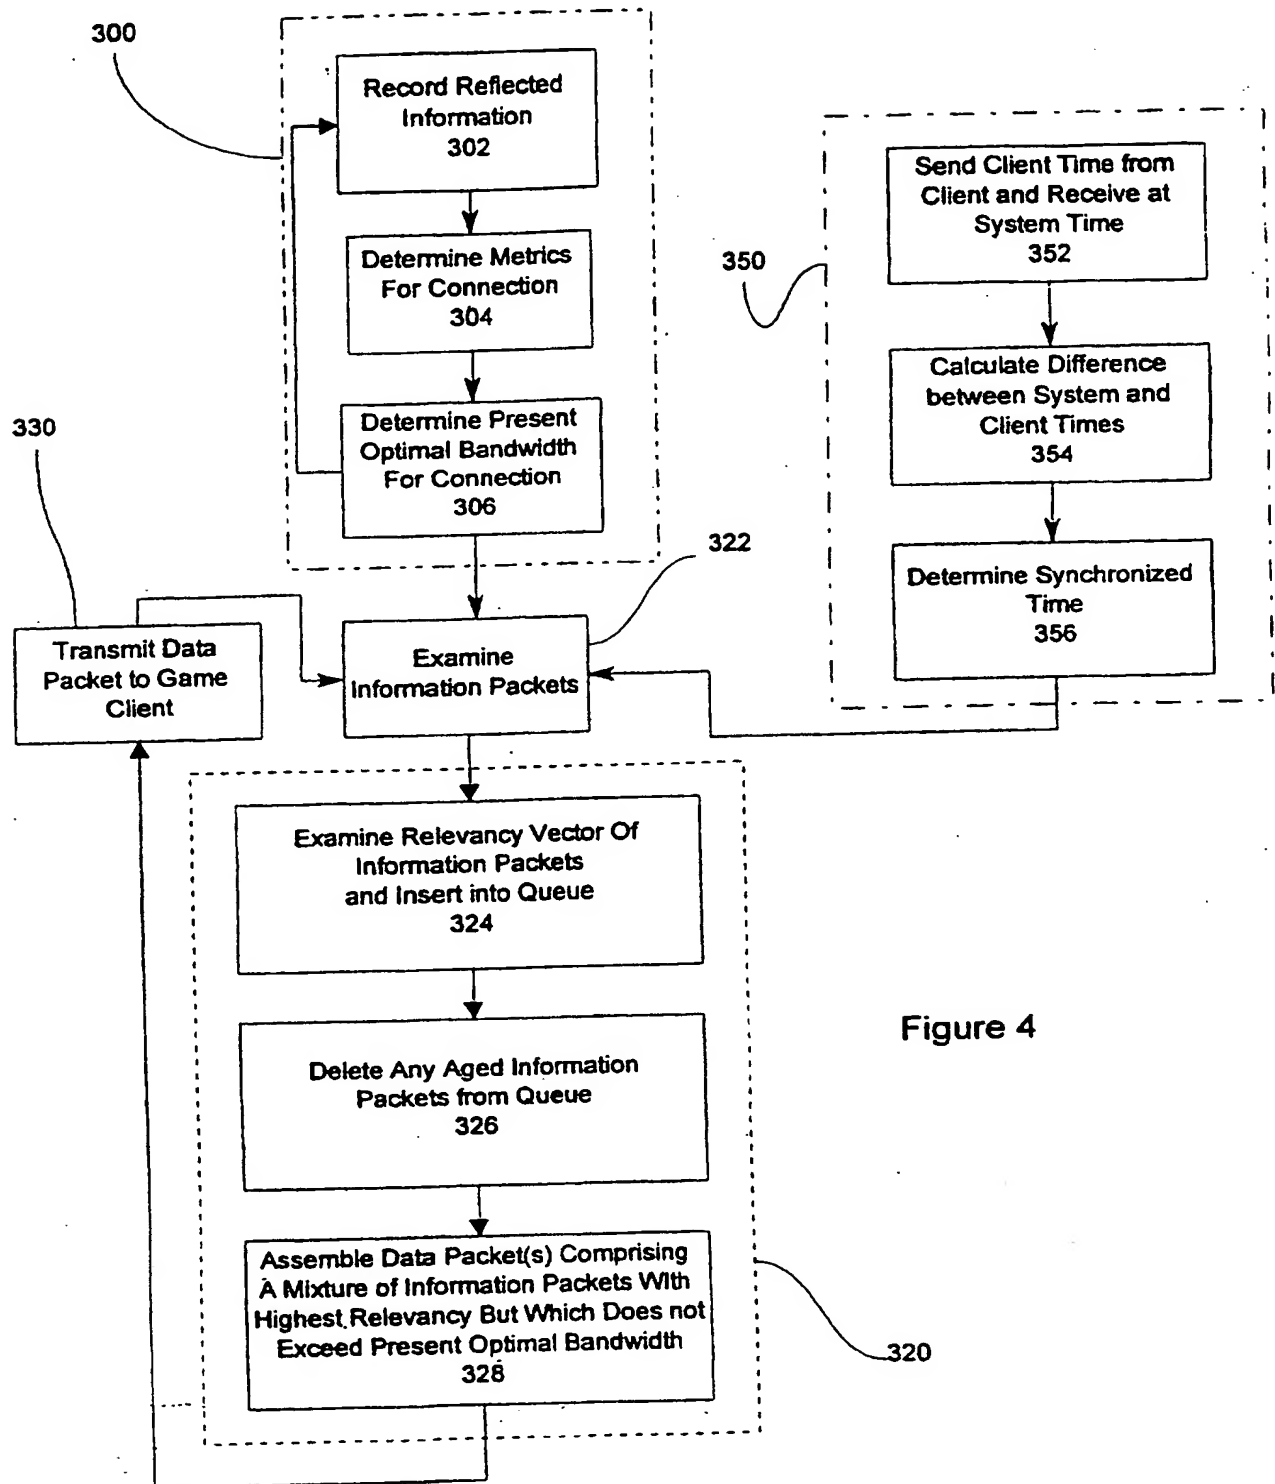 300
Record Reflected
Information
302
Determine Metrics
For Connection
304
Determine Present
Optimal Bandwidth
For Connection
306
Send Client Time from
Client and Receive at
System Time
352
350
Calculate Difference
between System and
Client Times
354
Determine Synchronized
Time
356
330
Transmit Data
Packet to Game
Client
322
Examine
Information Packets
Examine Relevancy Vector Of
Information Packets
and Insert into Queue
324
Delete Any Aged Information
Packets from Queue
326
Assemble Data Packet(s) Comprising
A Mixture of Information Packets With
Highest Relevancy But Which Does not
Exceed Present Optimal Bandwidth
328
320
Figure 4